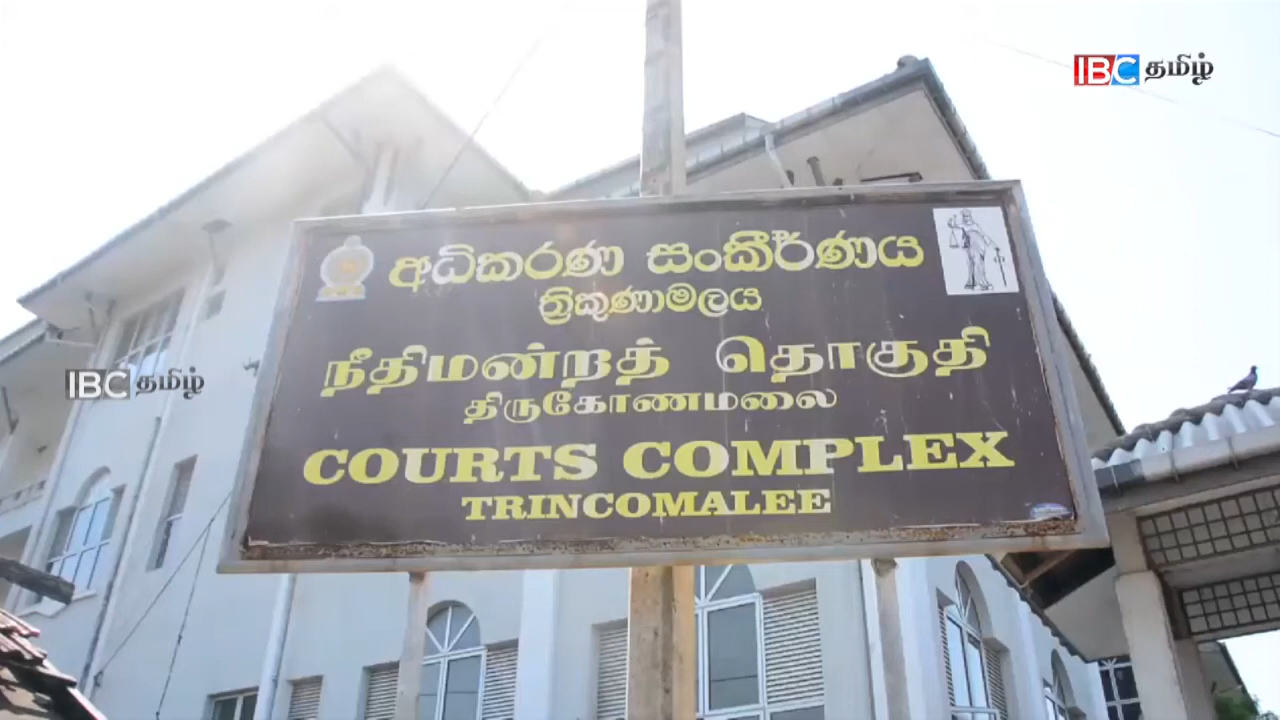 IBC தமிழ்
අධිකරණ සංකීර්ණය
ත්‍රිකුණාමලය
நீதிமன்றத் தொகுதி
திருகோணமலை
IBC தமிழ்
COURTS COMPLEX
TRINCOMALEE